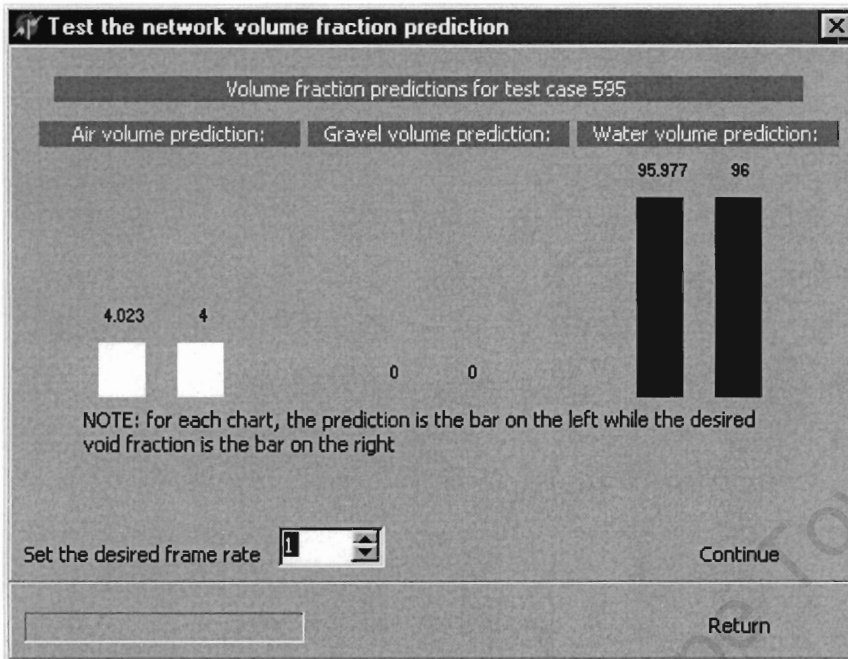 Test the network volume fraction prediction
Volume fraction predictions for test case 595
Air volume prediction:
Gravel volume prediction:
Water volume prediction:
95.977
96
4.023
4
0
0
NOTE: for each chart, the prediction is the bar on the left while the desired
void fraction is the bar on the right
Set the desired frame rate
1
Continue
Return